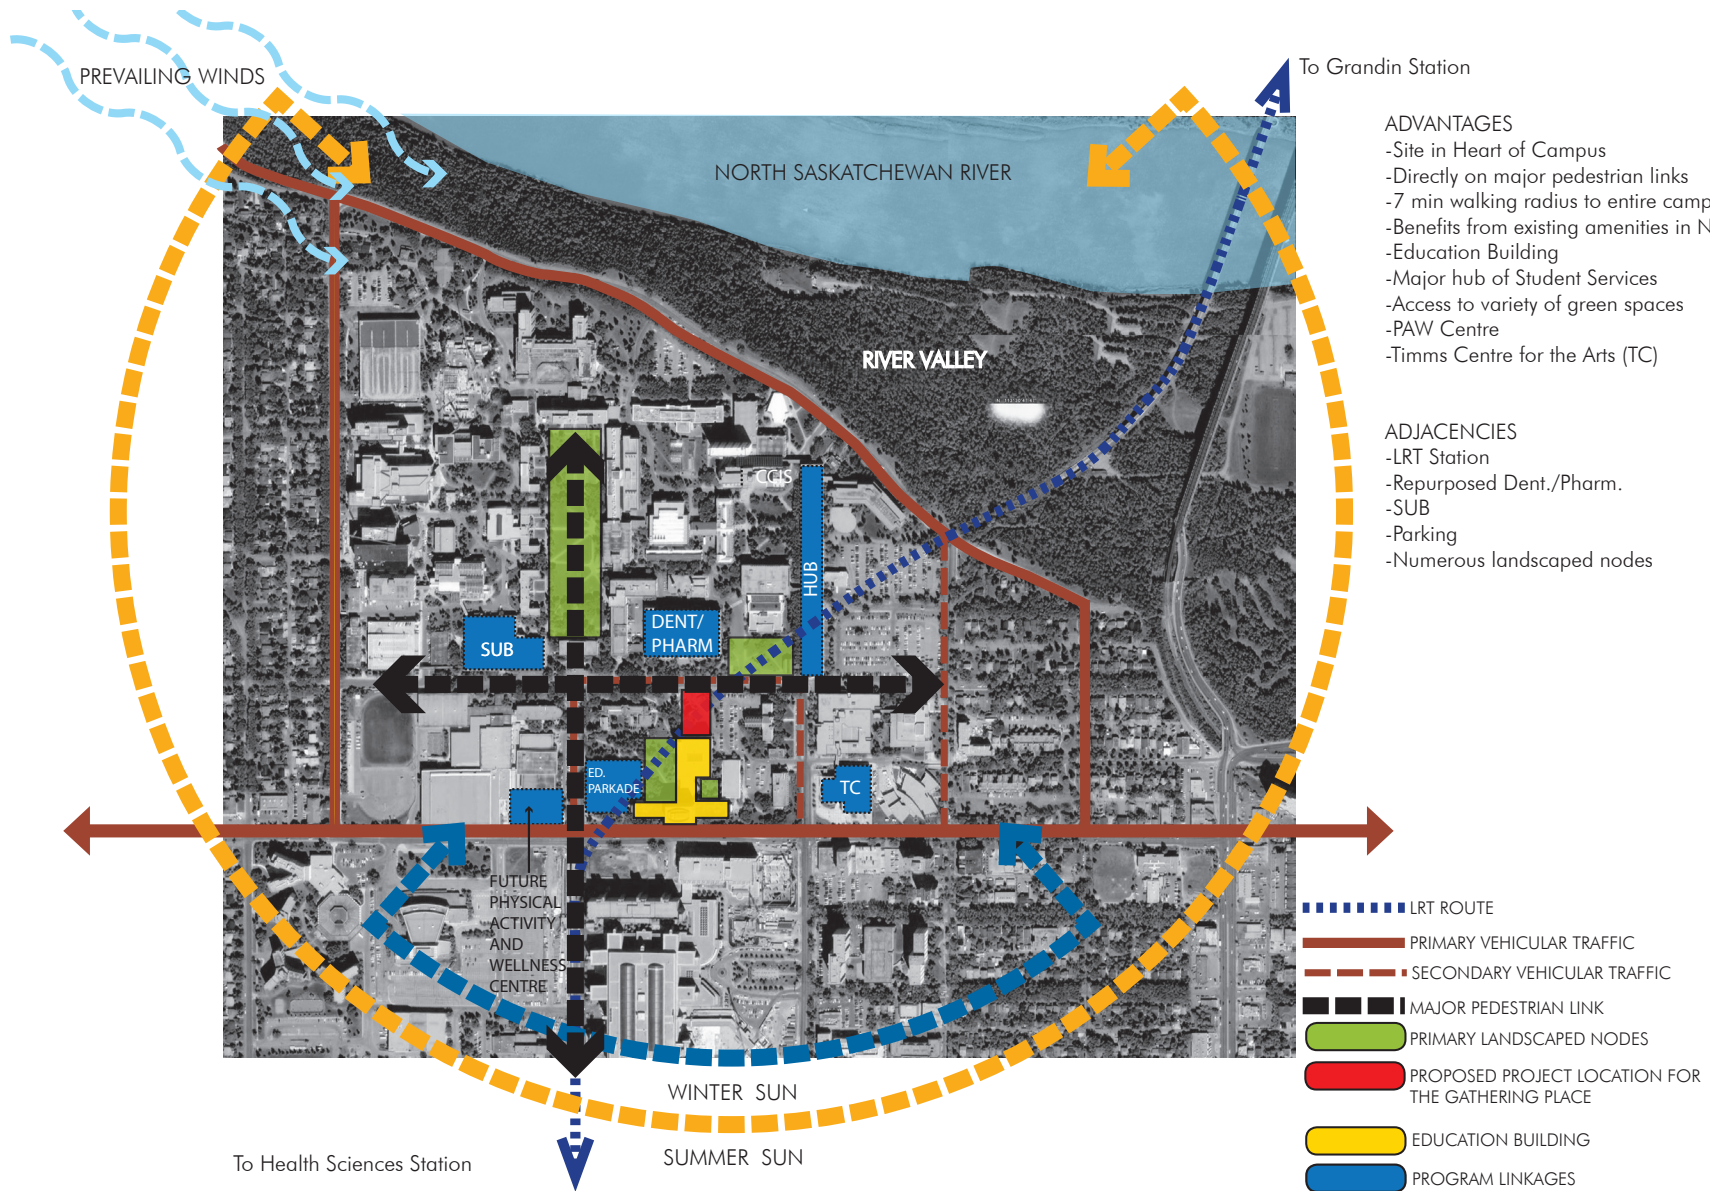 PREVAILING WINDS
To Grandin Station
NORTH SASKATCHEWAN RIVER
RIVER VALLEY
CCIS
HUB
DENT/
PHARM
SUB
ED.
PARKADE
TC
FUTURE
PHYSICAL
ACTIVITY
AND
WELLNESS
CENTRE
WINTER SUN
SUMMER SUN
To Health Sciences Station
ADVANTAGES
-Site in Heart of Campus
-Directly on major pedestrian links
-7 min walking radius to entire camp
-Benefits from existing amenities in N
-Education Building
-Major hub of Student Services
-Access to variety of green spaces
-PAW Centre
-Timms Centre for the Arts (TC)
ADJACENCIES
-LRT Station
-Repurposed Dent./Pharm.
-SUB
-Parking
-Numerous landscaped nodes
LRT ROUTE
PRIMARY VEHICULAR TRAFFIC
SECONDARY VEHICULAR TRAFFIC
MAJOR PEDESTRIAN LINK
PRIMARY LANDSCAPED NODES
PROPOSED PROJECT LOCATION FOR
THE GATHERING PLACE
EDUCATION BUILDING
PROGRAM LINKAGES